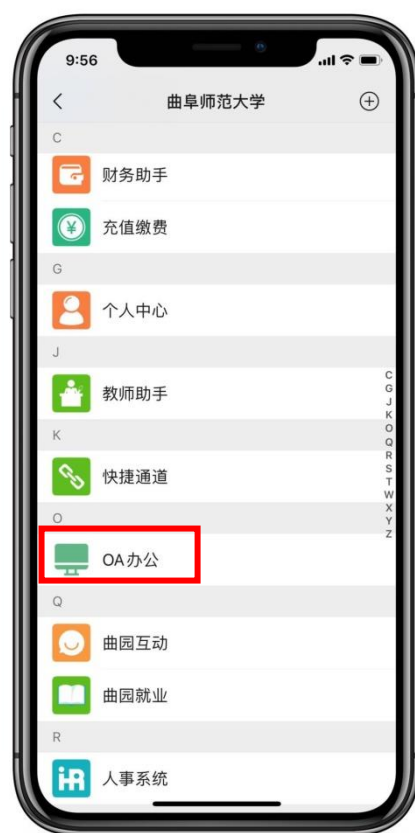 9:56
曲阜师范大学
C
财务助手
充值缴费
G
个人中心
J
教师助手
K
快捷通道
O
OA办公
Q
曲园互动
曲园就业
R
iHR
人事系统
C
G
J
K
O
Q
R
S
T
W
X
Y
Z